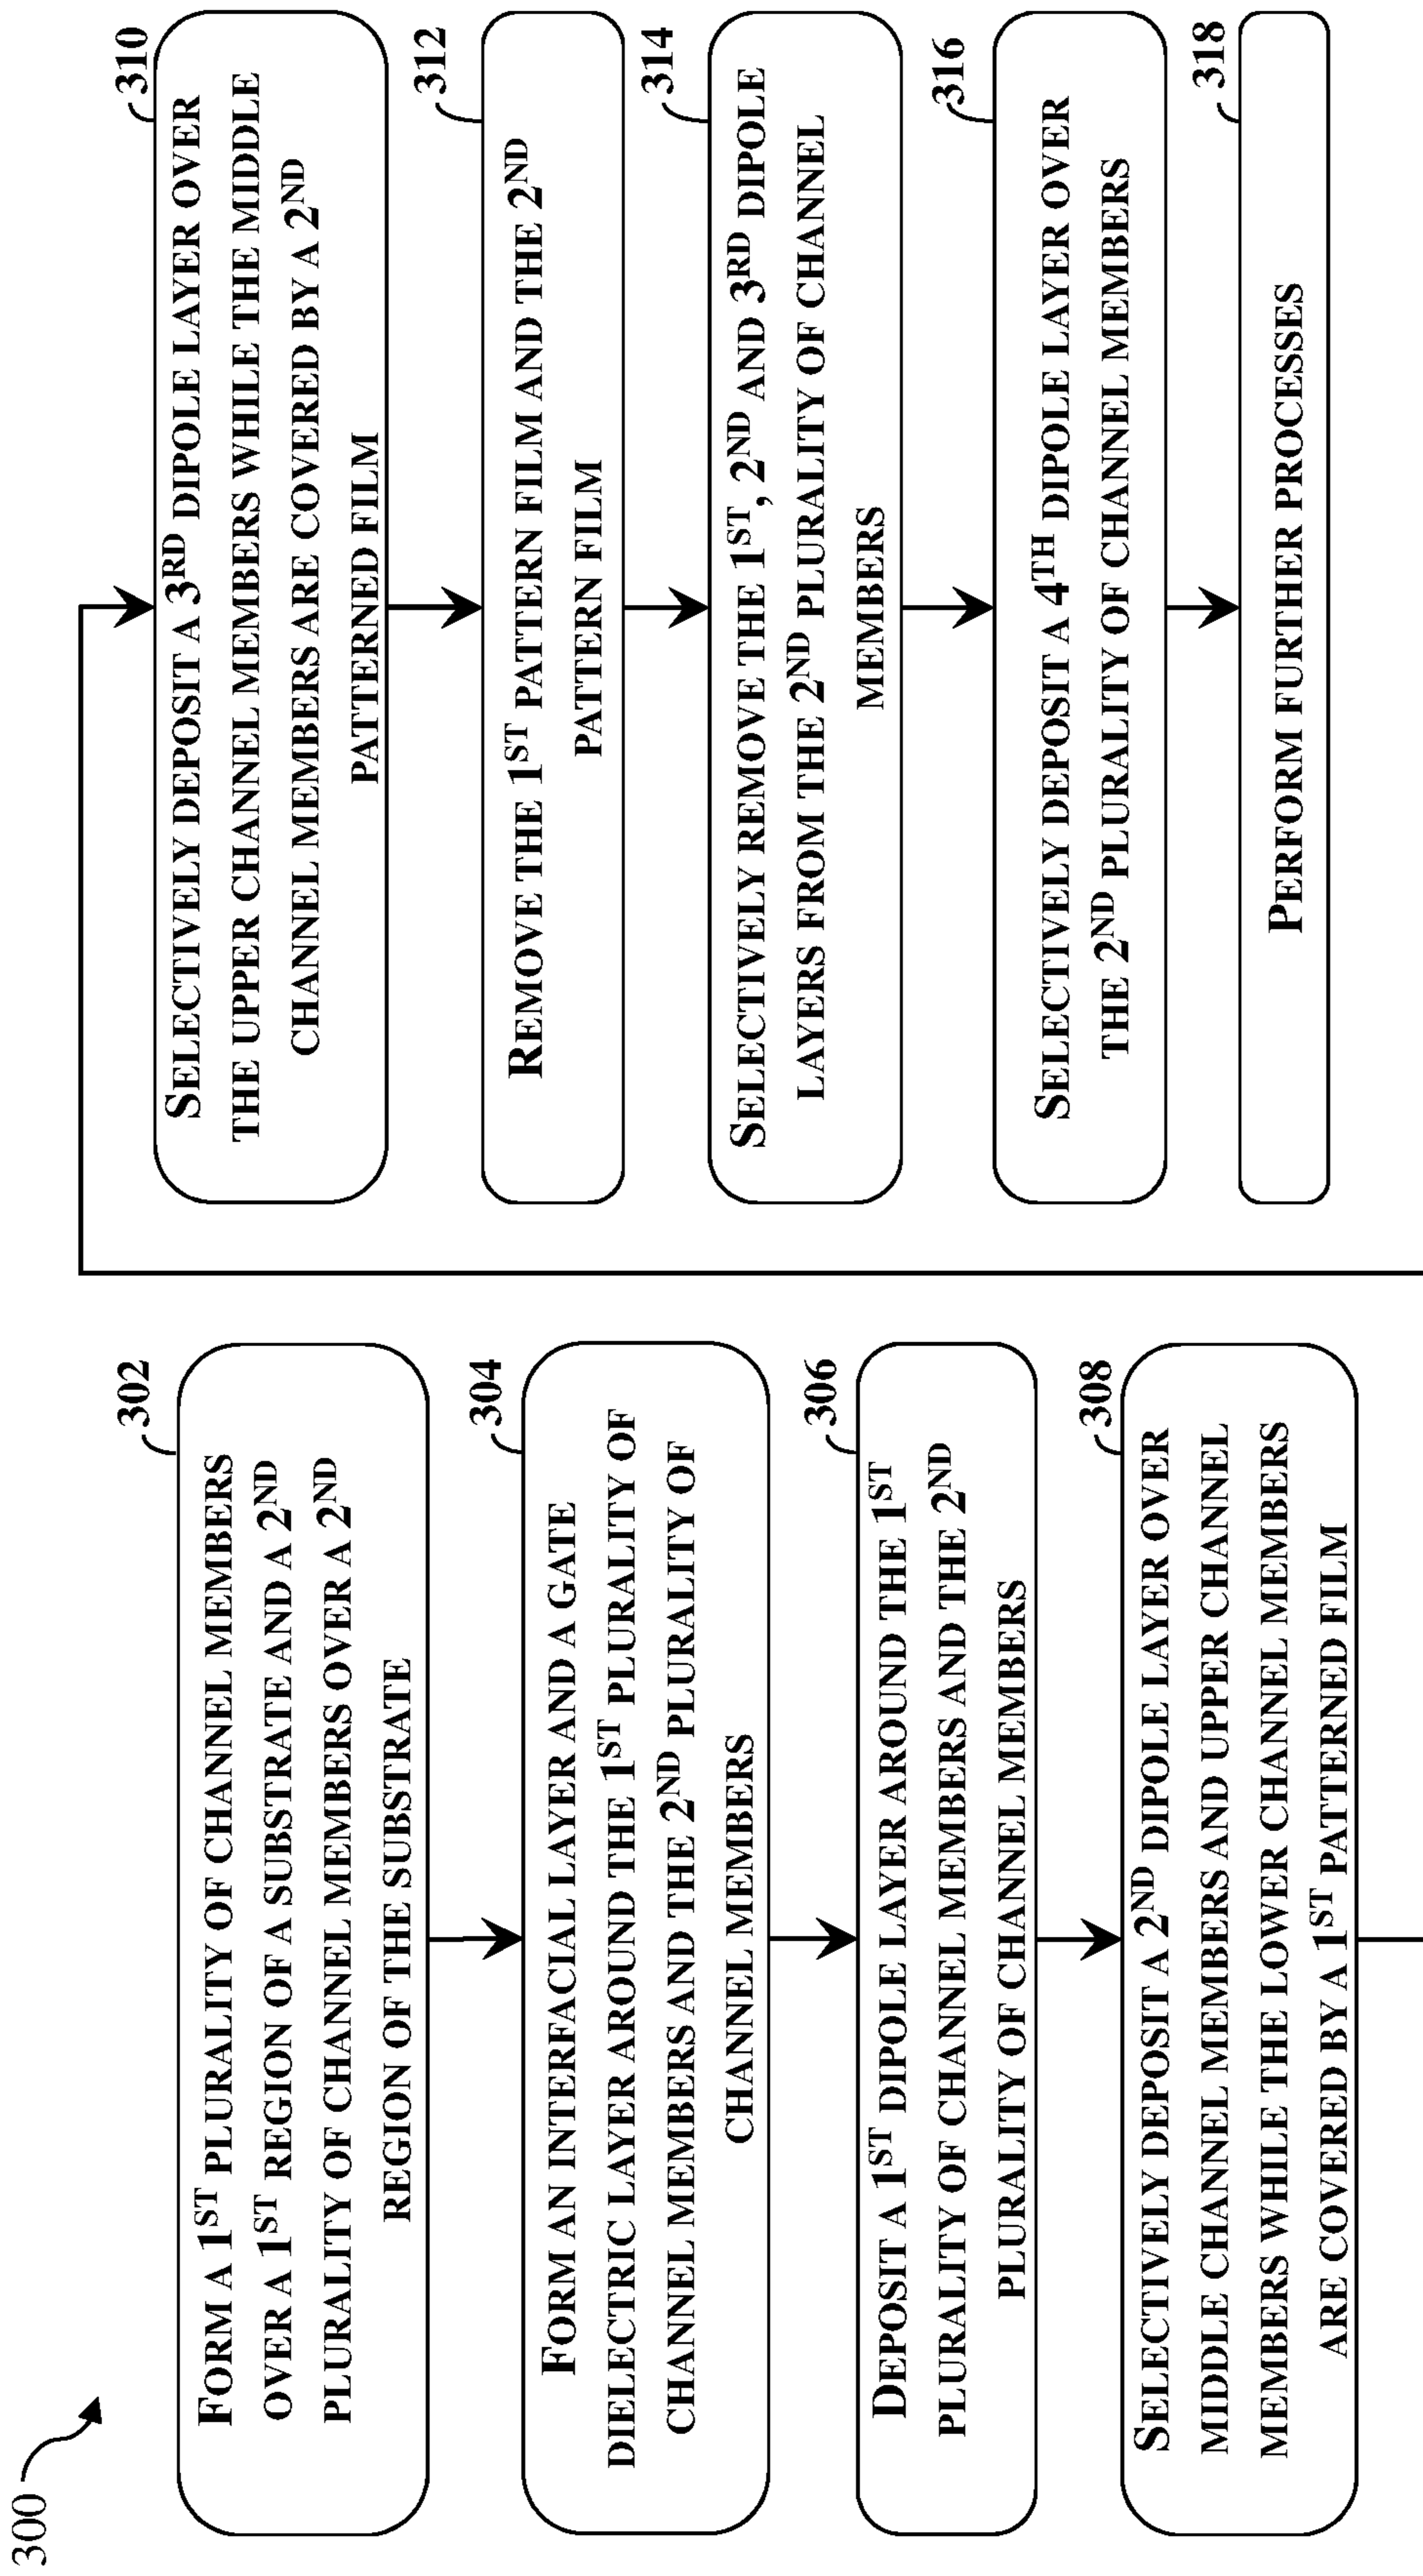 300
302
FORM A 1ST PLURALITY OF CHANNEL MEMBERS
OVER A 1ST REGION OF A SUBSTRATE AND A 2ND
PLURALITY OF CHANNEL MEMBERS OVER A 2ND
REGION OF THE SUBSTRATE
304
FORM AN INTERFACIAL LAYER AND A GATE
DIELECTRIC LAYER AROUND THE 1ST PLURALITY OF
CHANNEL MEMBERS AND THE 2ND PLURALITY OF
CHANNEL MEMBERS
306
DEPOSIT A 1ST DIPOLE LAYER AROUND THE 1ST
PLURALITY OF CHANNEL MEMBERS AND THE 2ND
PLURALITY OF CHANNEL MEMBERS
308
SELECTIVELY DEPOSIT A 2ND DIPOLE LAYER OVER
MIDDLE CHANNEL MEMBERS AND UPPER CHANNEL
MEMBERS WHILE THE LOWER CHANNEL MEMBERS
ARE COVERED BY A 1ST PATTERNED FILM
310
SELECTIVELY DEPOSIT A 3RD DIPOLE LAYER OVER
THE UPPER CHANNEL MEMBERS WHILE THE MIDDLE
CHANNEL MEMBERS ARE COVERED BY A 2ND
PATTERNED FILM
312
REMOVE THE 1ST PATTERN FILM AND THE 2ND
PATTERN FILM
314
SELECTIVELY REMOVE THE 1ST, 2ND AND 3RD DIPOLE
LAYERS FROM THE 2ND PLURALITY OF CHANNEL
MEMBERS
316
SELECTIVELY DEPOSIT A 4TH DIPOLE LAYER OVER
THE 2ND PLURALITY OF CHANNEL MEMBERS
318
PERFORM FURTHER PROCESSES